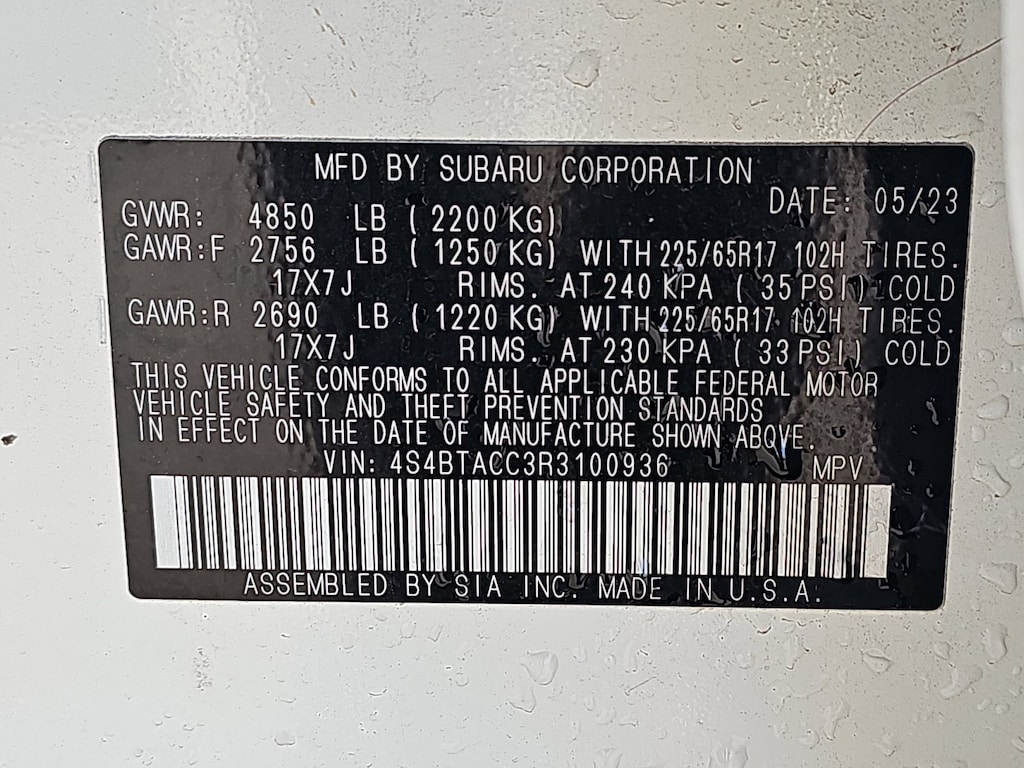 MFD BY SUBARU CORPORATION
DATE: 05/23
GVWR: 4850 LB ( 2200 KG)
GAWR:F 2756 LB ( 1250 KG) WITH 225/65R17 102H TIRES.
17X7J RIMS. AT 240 KPA ( 35 PSI) COLD
GAWR:R 2690 LB ( 1220 KG) WITH 225/65R17 102H TIRES.
17X7J RIMS. AT 230 KPA ( 33 PSI) COLD
THIS VEHICLE CONFORMS TO ALL APPLICABLE FEDERAL MOTOR
VEHICLE SAFETY AND THEFT PREVENTION STANDARDS
IN EFFECT ON THE DATE OF MANUFACTURE SHOWN ABOVE.
VIN: 4S4BTACC3R3100936 MPV
ASSEMBLED BY SIA INC. MADE IN U.S.A.